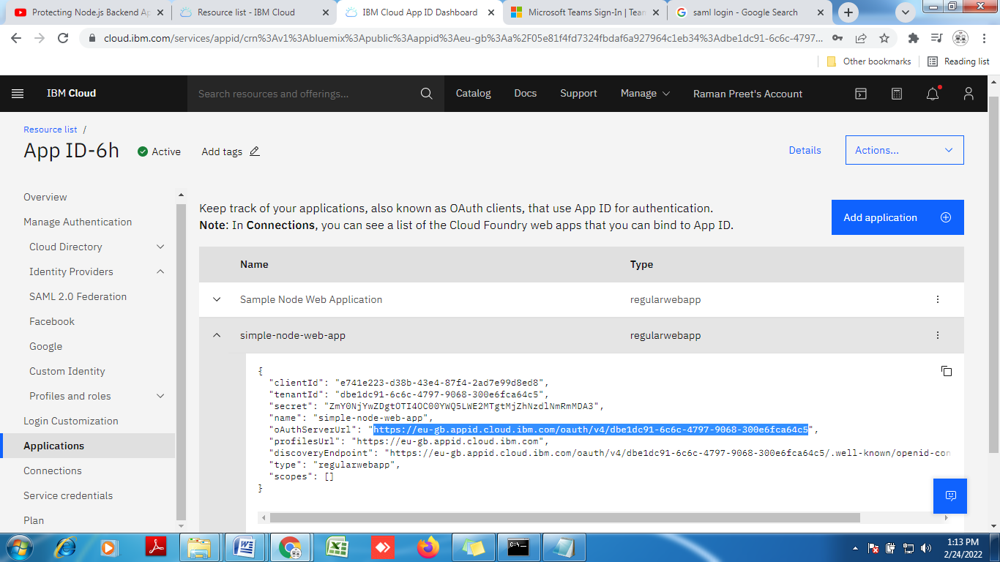 Protecting Node.js Backend Ap
Resource list - IBM Cloud
IBM Cloud App ID Dashboard
Microsoft Teams Sign-In | Team
saml login - Google Search
cloud.ibm.com/services/appid/crn%3Av1%3Abluemix%3Apublic%3Aappid%3Aeu-gb%3Aa%2F05e81f4fd7324fbdaf6a927964c1eb34%3Adbe1dc91-6c6c-4797...
Other bookmarks
Reading list
IBM Cloud
Search resources and offerings...
Catalog
Docs
Support
Manage
Raman Preet's Account
Resource list /
App ID-6h
Active
Add tags
Details
Actions...
Overview
Manage Authentication
Cloud Directory
Identity Providers
SAML 2.0 Federation
Facebook
Google
Custom Identity
Profiles and roles
Login Customization
Applications
Connections
Service credentials
Plan
Keep track of your applications, also known as OAuth clients, that use App ID for authentication.
Note: In Connections, you can see a list of the Cloud Foundry web apps that you can bind to App ID.
Add application
Name Type
Sample Node Web Application regularwebapp
simple-node-web-app regularwebapp
{
"clientId": "e741e223-d38b-43e4-87f4-2ad7e99d8ed8",
"tenantId": "dbe1dc91-6c6c-4797-9068-300e6fca64c5",
"secret": "ZmY0NjYwZDgtOTI4OC00YWQ5LWE2MTgtMjZhNzdlNmRmMDA3",
"name": "simple-node-web-app",
"oAuthServerUrl": "https://eu-gb.appid.cloud.ibm.com/oauth/v4/dbe1dc91-6c6c-4797-9068-300e6fca64c5",
"profilesUrl": "https://eu-gb.appid.cloud.ibm.com",
"discoveryEndpoint": "https://eu-gb.appid.cloud.ibm.com/oauth/v4/dbe1dc91-6c6c-4797-9068-300e6fca64c5/.well-known/openid-con
"type": "regularwebapp",
"scopes": []
}
1:13 PM
2/24/2022